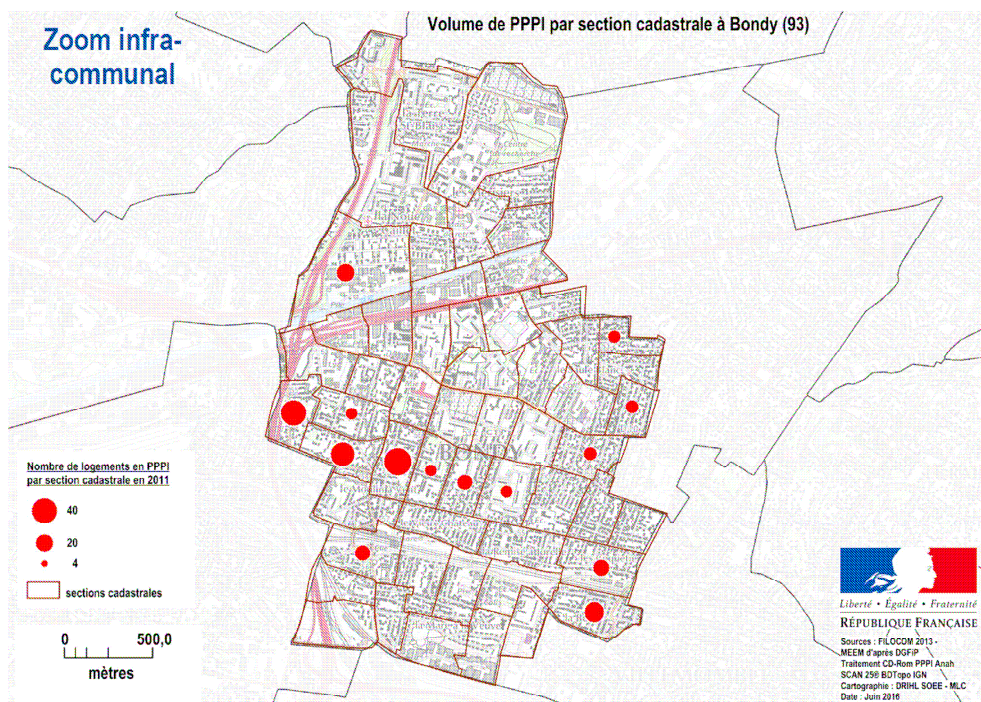 Volume de PPPI par section cadastrale à Bondy (93)
Zoom infra-
communal
BONDY
Nombre de logements en PPPI
par section cadastrale en 2011
40
20
4
sections cadastrales
0 500,0
mètres
Liberté • Égalité • Fraternité
RÉPUBLIQUE FRANÇAISE
Sources : FILOCOM 2013 -
MEEM d'après DGFiP
Traitement CD-Rom PPPI Anah
SCAN 25® BDTopo IGN
Cartographie : DRIHL SOEE - MLC
Date : Juin 2016